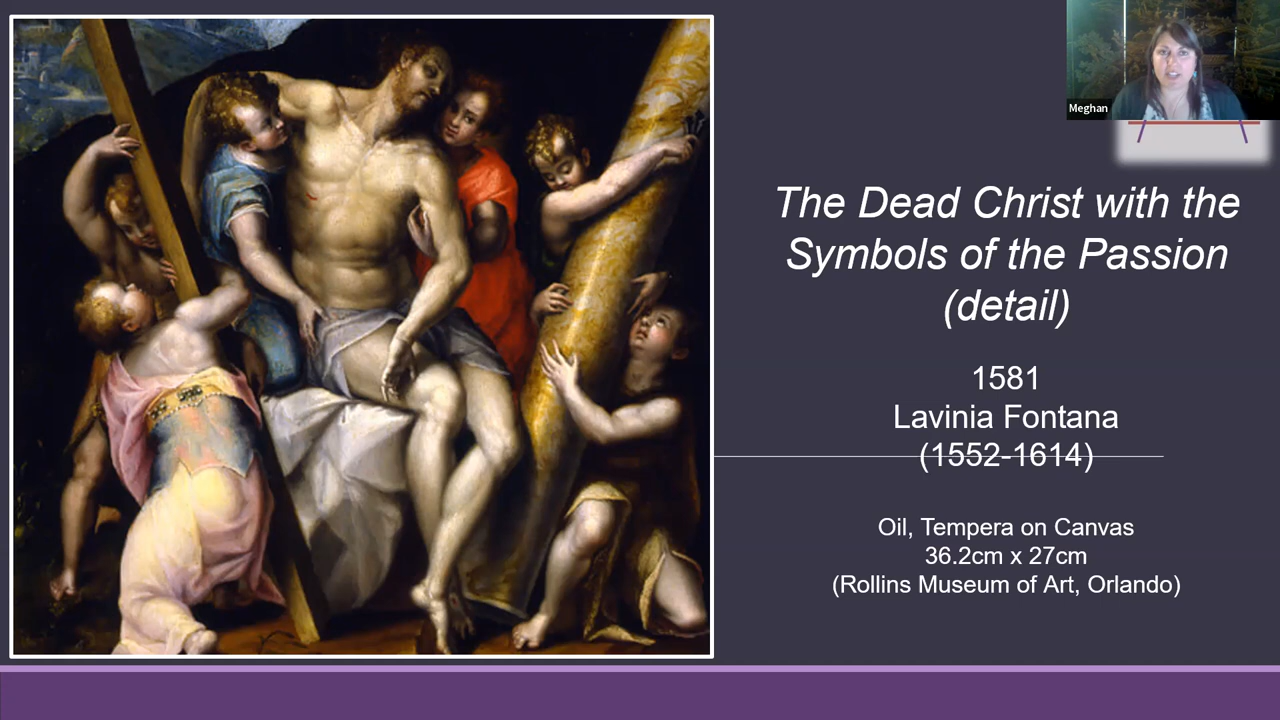 Meghan
The Dead Christ with the
Symbols of the Passion
(detail)
1581
Lavinia Fontana
(1552-1614)
Oil, Tempera on Canvas
36.2cm x 27cm
(Rollins Museum of Art, Orlando)